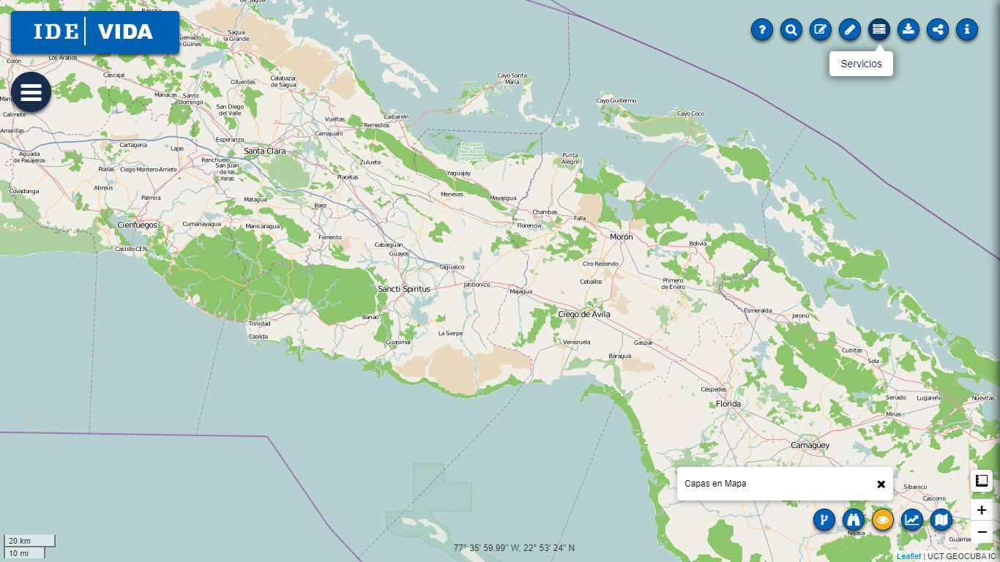 de Sagua
Rancho
IDE VIDA
Sagua
la Grande
Quemado
de Güines
?
i
Servicios
Colón
Los Arabos
Cascajal
Cifuentes
Calabazar
de Sagua
Cayo Santa
María
Manacas
Santo
Domingo
Cayo Guillermo
Calimete
San Diego
del Valle
Vueltas
Caibarién
Remedios
Cayo Coco
Amarillas
Camajuaní
Esperanza
Cartagena
Lajas
Santa Clara
Parque
Nacional
Caguanes
Aguada
de Pasajeros
Ranchuelo
San Juan
de los
Yeras
Zulueta
Punta
Alegre
Rodas
Ciego Montero-Arriete
Placetas
Yaguajay
Abreus
Covadonga
Palmira
Matagua
Baez
Meneses
Mayajigua
Cienfuegos
Cumanayagua
Manicaragua
Chambas
Falla
Florencia
Castillo-CEN
Fomento
Cabaiguan
Guayos
Morón
Bolivia
Taguasco
Ciro Redondo
Sancti Spiritus
Jatibonico
Majagua
Ceballos
Primero
de Enero
Trinidad
Banao
Ciego de Ávila
Esmeralda
Jaronú
Casilda
Guasimal
La Sierpe
Venezuela
Gaspar
Baraguá
Cubitas
Sola
Céspedes
Florida
Senado
Lugareño
Nuevitas
Minas
Camagüey
Capas en Mapa
Sibanicú
Cascorro
+
−
Najasa
Guáimar
20 km
10 mi
77° 35' 59.99" W, 22° 53' 24" N
Leaflet | UCT GEOCUBA IC